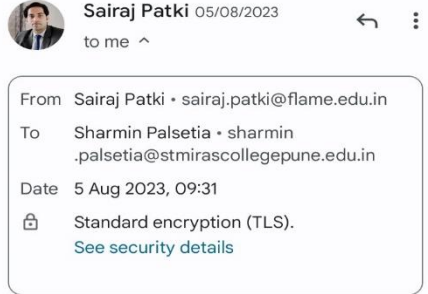 Sairaj Patki 05/08/2023
to me
From Sairaj Patki • sairaj.patki@flame.edu.in
To Sharmin Palsetia • sharmin
.palsetia@stmirascollegepune.edu.in
Date 5 Aug 2023, 09:31
Standard encryption (TLS).
See security details